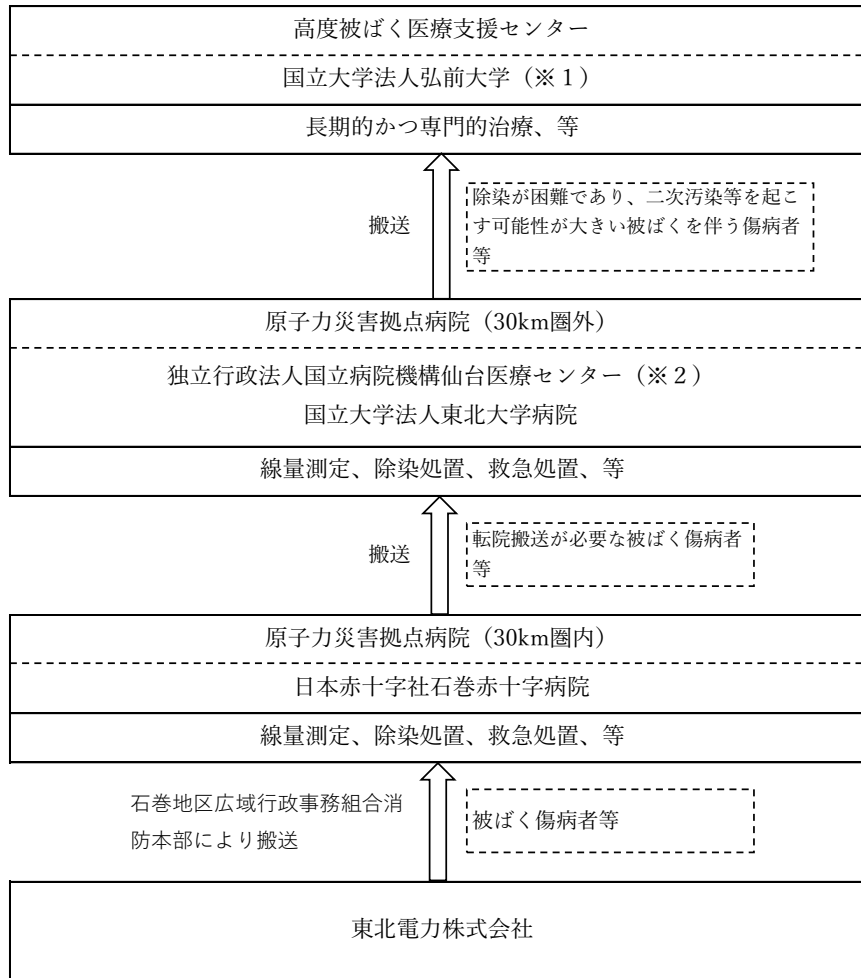 高度被ばく医療支援センター
国立大学法人弘前大学（※１）
長期的かつ専門的治療、等
搬送
除染が困難であり、二次汚染等を起こ
す可能性が大きい被ばくを伴う傷病者
等
原子力災害拠点病院（30km圏外）
独立行政法人国立病院機構仙台医療センター（※２）
国立大学法人東北大学病院
線量測定、除染処置、救急処置、等
搬送
転院搬送が必要な被ばく傷病者
等
原子力災害拠点病院（30km圏内）
日本赤十字社石巻赤十字病院
線量測定、除染処置、救急処置、等
石巻地区広域行政事務組合消
防本部により搬送
被ばく傷病者等
東北電力株式会社